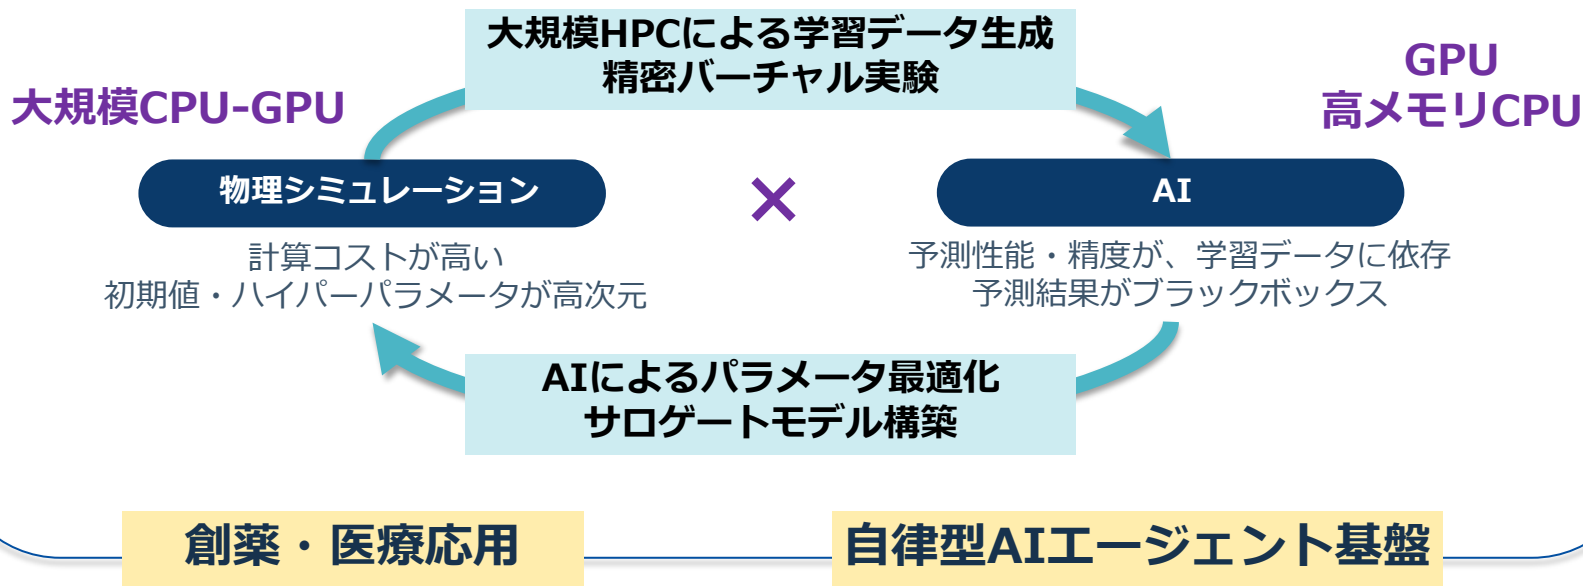 大規模HPCによる学習データ生成
精密バーチャル実験
大規模CPU-GPU
GPU
高メモリCPU
物理シミュレーション
×
AI
計算コストが高い
初期値・ハイパーパラメータが高次元
予測性能・精度が、学習データに依存
予測結果がブラックボックス
AIによるパラメータ最適化
サロゲートモデル構築
創薬・医療応用
自律型AIエージェント基盤